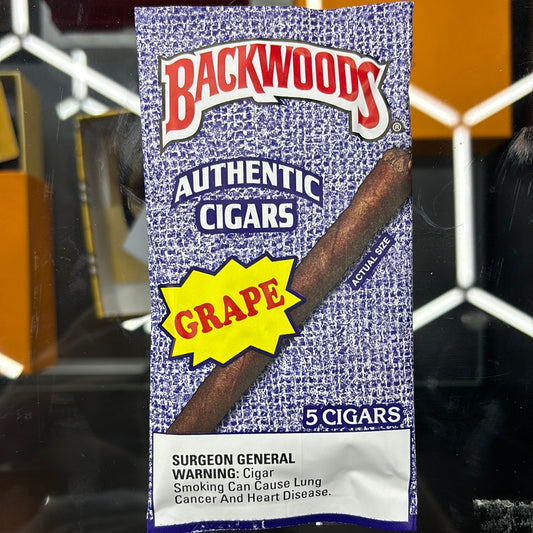 BACKWOODS®
AUTHENTIC
CIGARS
ACTUAL SIZE
GRAPE
5 CIGARS
SURGEON GENERAL
WARNING: Cigar
Smoking Can Cause Lung
Cancer And Heart Disease.